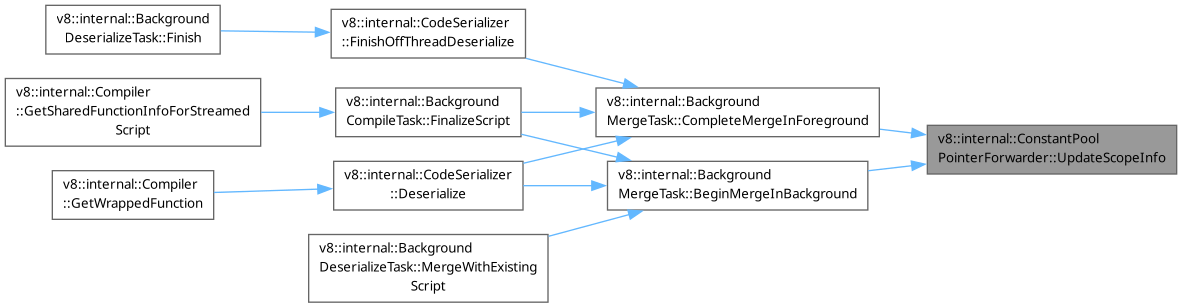 v8::internal::Background
DeserializeTask::Finish
v8::internal::CodeSerializer
::FinishOffThreadDeserialize
v8::internal::Compiler
::GetSharedFunctionInfoForStreamed
Script
v8::internal::Background
CompileTask::FinalizeScript
v8::internal::Background
MergeTask::CompleteMergeInForeground
v8::internal::ConstantPool
PointerForwarder::UpdateScopeInfo
v8::internal::Compiler
::GetWrappedFunction
v8::internal::CodeSerializer
::Deserialize
v8::internal::Background
MergeTask::BeginMergeInBackground
v8::internal::Background
DeserializeTask::MergeWithExisting
Script